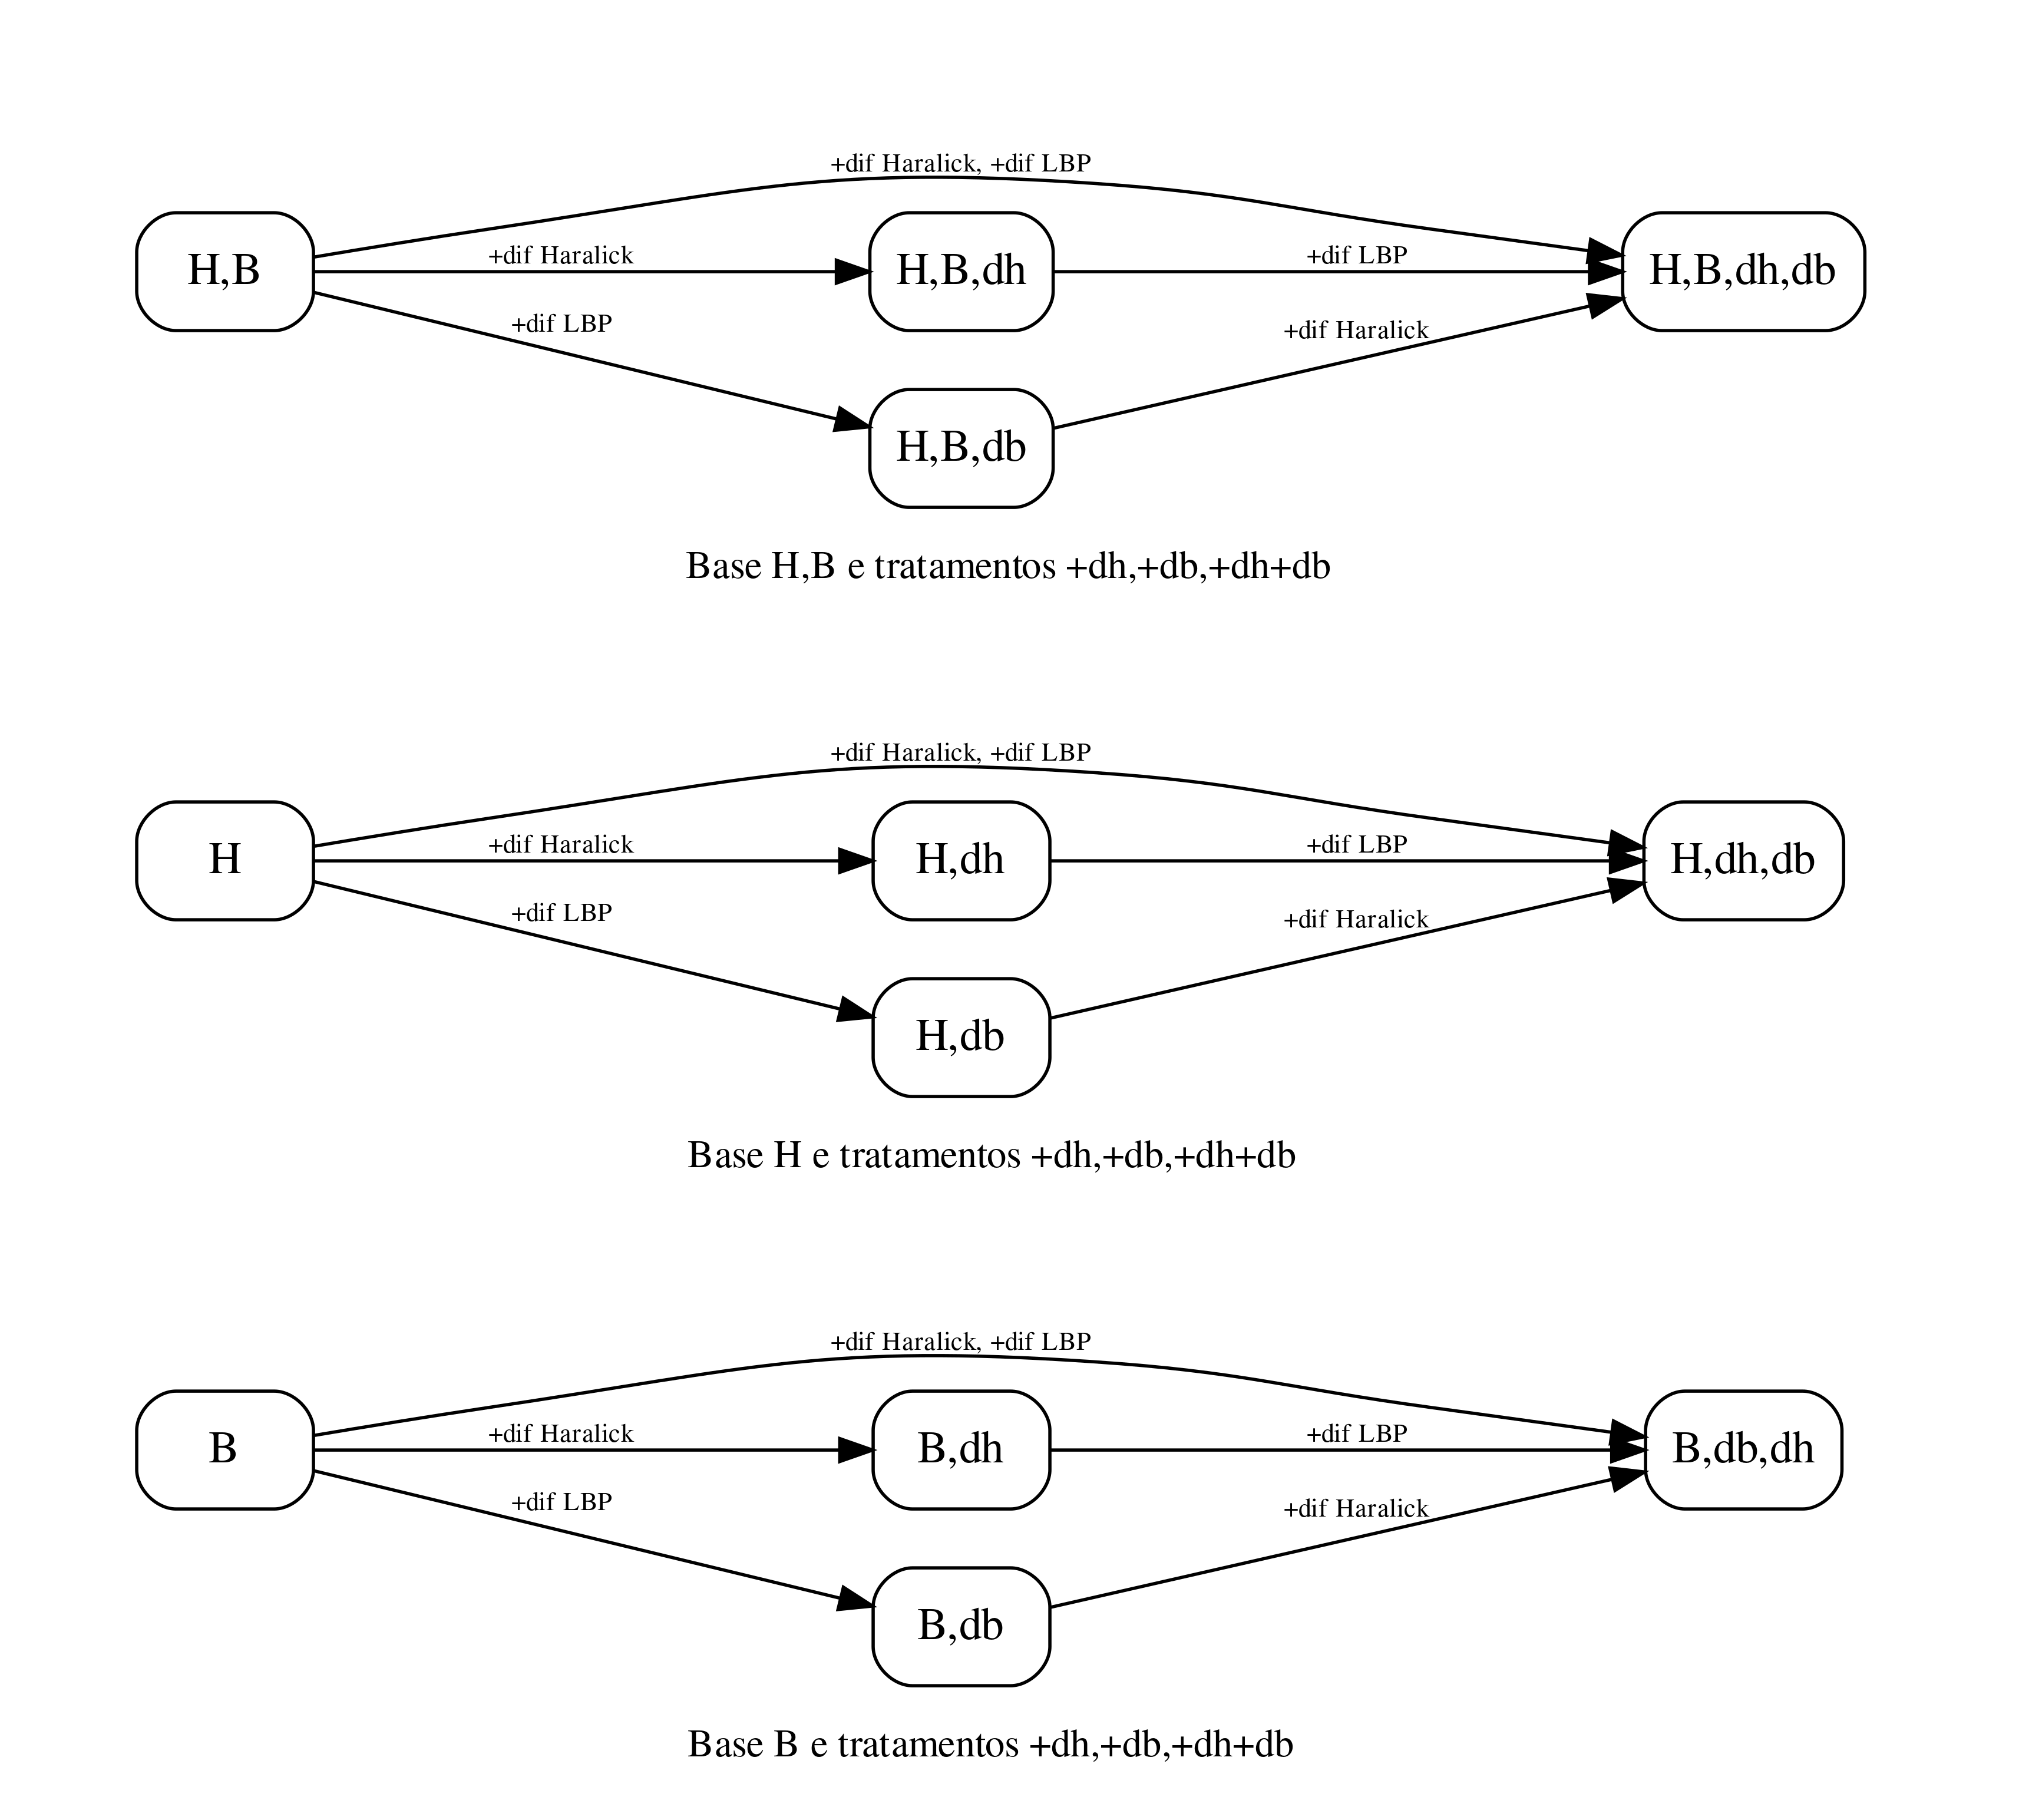 +dif Haralick, +dif LBP
H,B
+dif Haralick
H,B,dh
+dif LBP
H,B,dh,db
+dif LBP
+dif Haralick
H,B,db
Base H,B e tratamentos +dh,+db,+dh+db
+dif Haralick, +dif LBP
H
+dif Haralick
H,dh
+dif LBP
H,dh,db
+dif LBP
+dif Haralick
H,db
Base H e tratamentos +dh,+db,+dh+db
+dif Haralick, +dif LBP
B
+dif Haralick
B,dh
+dif LBP
B,db,dh
+dif LBP
+dif Haralick
B,db
Base B e tratamentos +dh,+db,+dh+db